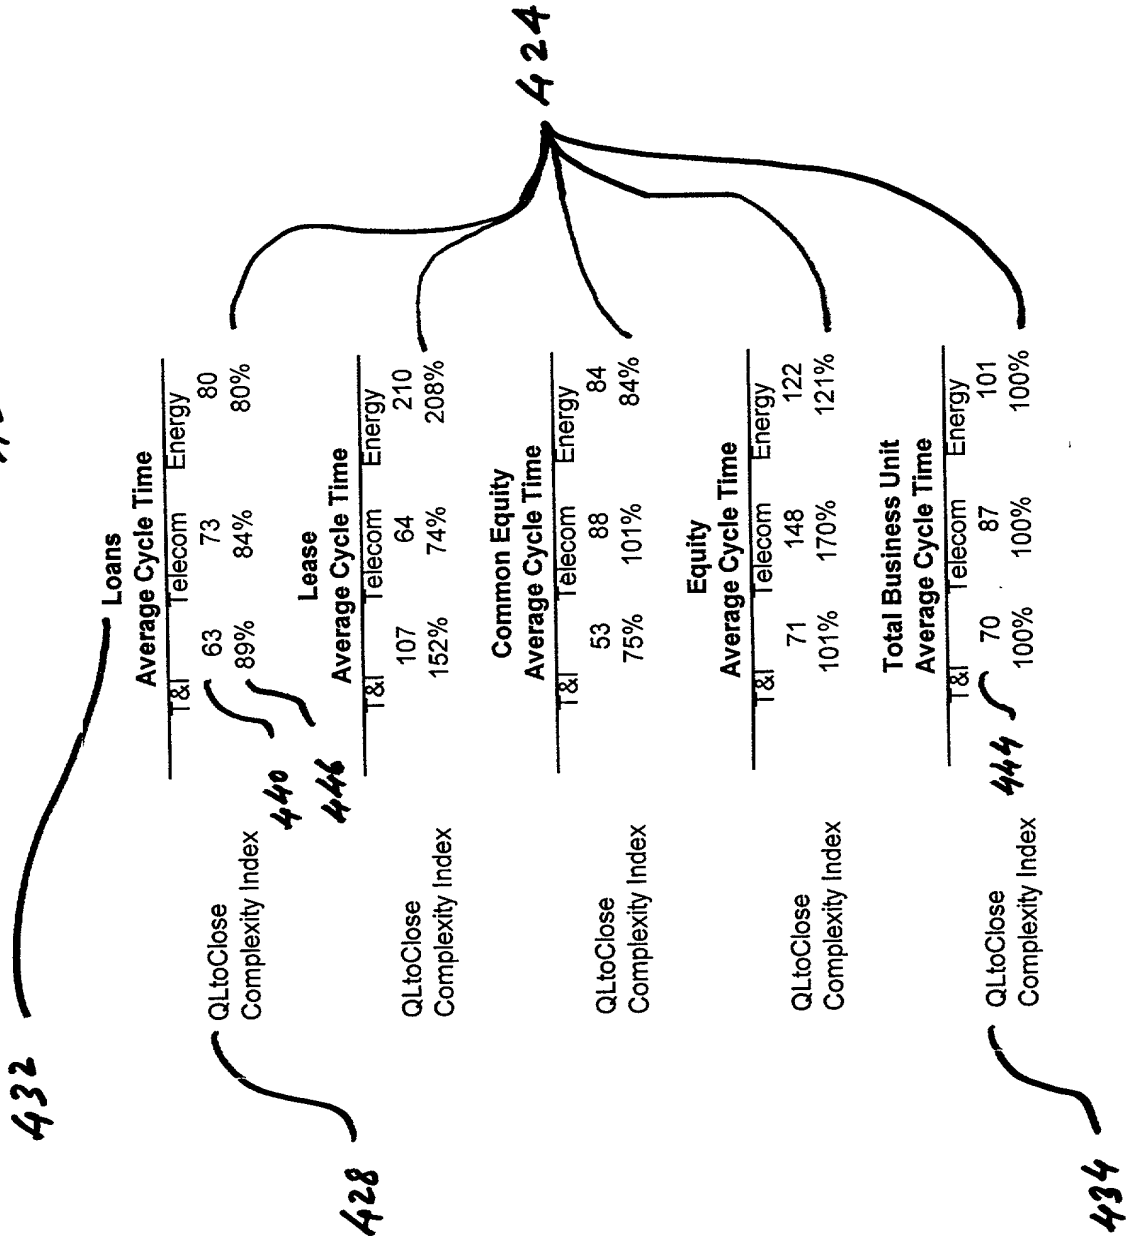 432
Loans
Average Cycle Time
T&I Telecom Energy
QLtoClose 63 73 80
Complexity Index 89% 84% 80%
428
440
446
Lease
Average Cycle Time
T&I Telecom Energy
QLtoClose 107 64 210
Complexity Index 152% 74% 208%
424
Common Equity
Average Cycle Time
T&I Telecom Energy
QLtoClose 53 88 84
Complexity Index 75% 101% 84%
Equity
Average Cycle Time
T&I Telecom Energy
QLtoClose 71 148 122
Complexity Index 101% 170% 121%
Total Business Unit
Average Cycle Time
T&I Telecom Energy
444
QLtoClose 70 87 101
Complexity Index 100% 100% 100%
434